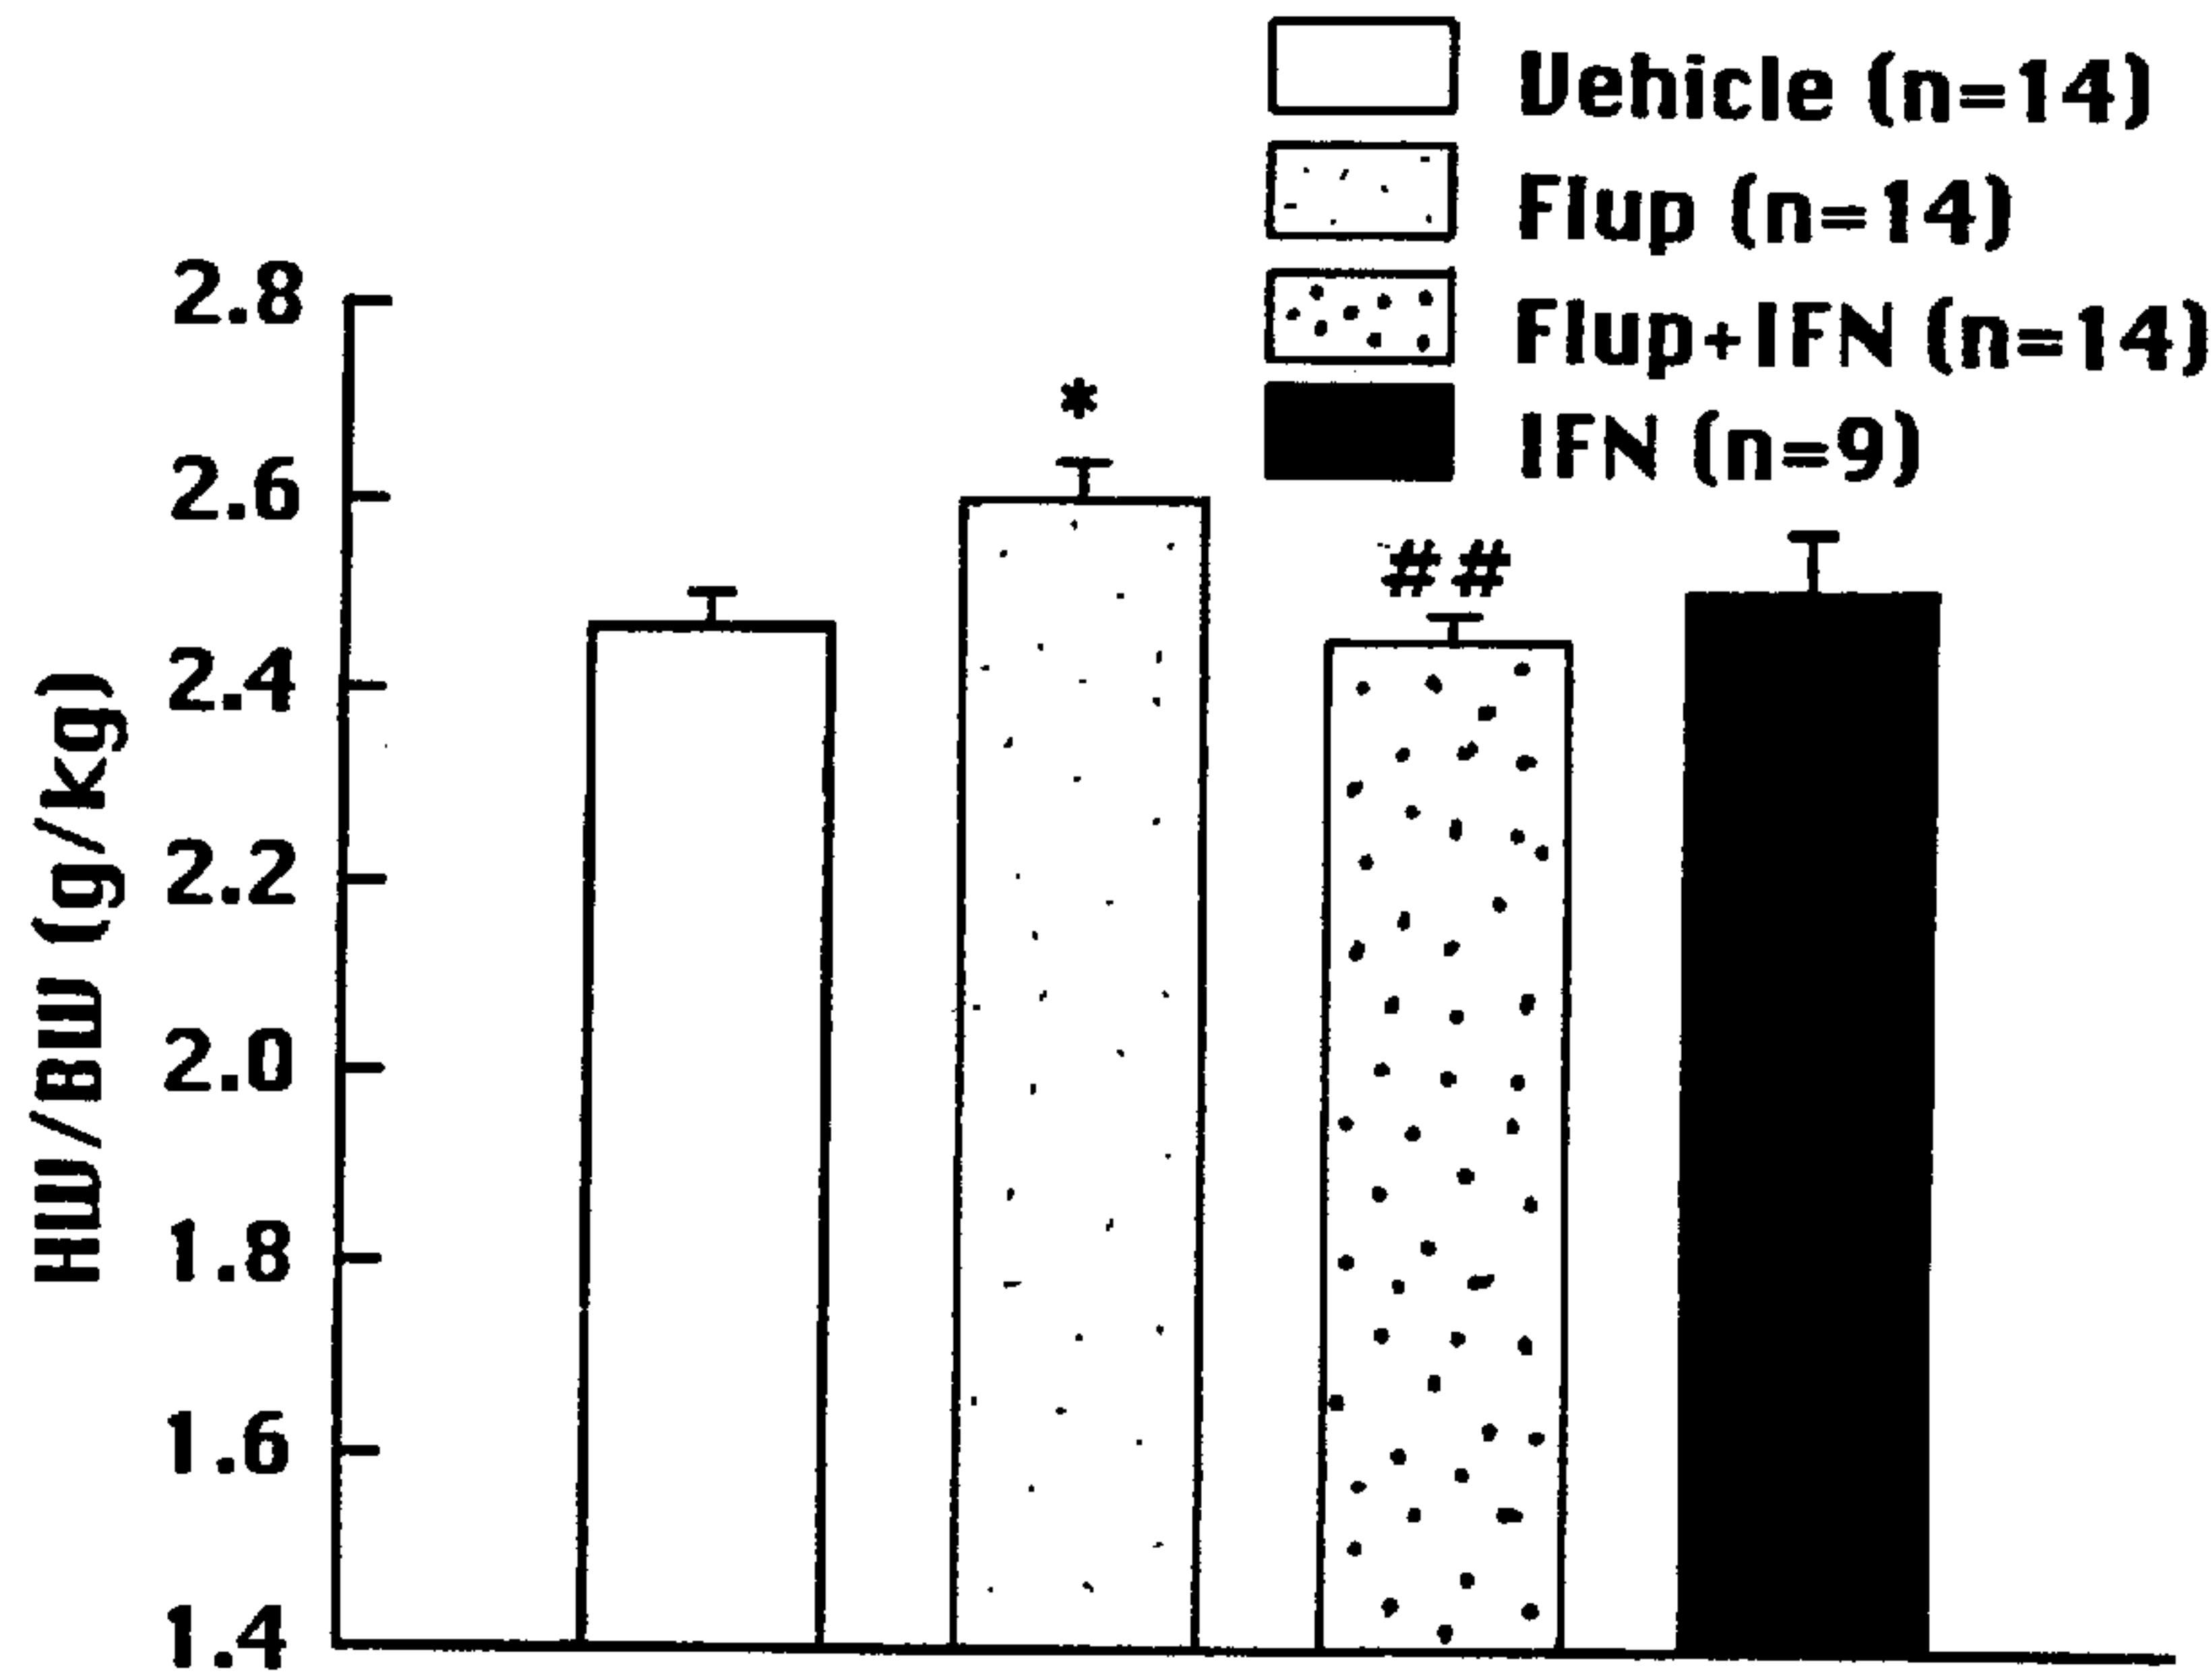 Vehicle (n=14)
Flup (n=14)
Flup+IFN (n=14)
IFN (n=9)
2.8
2.6
2.4
2.2
2.0
1.8
1.6
1.4
HW/BW (g/Kg)
*
##